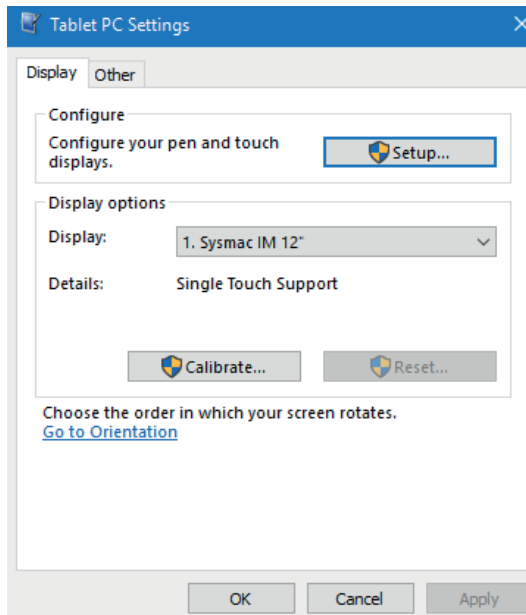 Tablet PC Settings
Display Other
Configure
Configure your pen and touch
displays.
Setup...
Display options
Display: 1. Sysmac IM 12"
Details: Single Touch Support
Calibrate... Reset...
Choose the order in which your screen rotates.
Go to Orientation
OK Cancel Apply